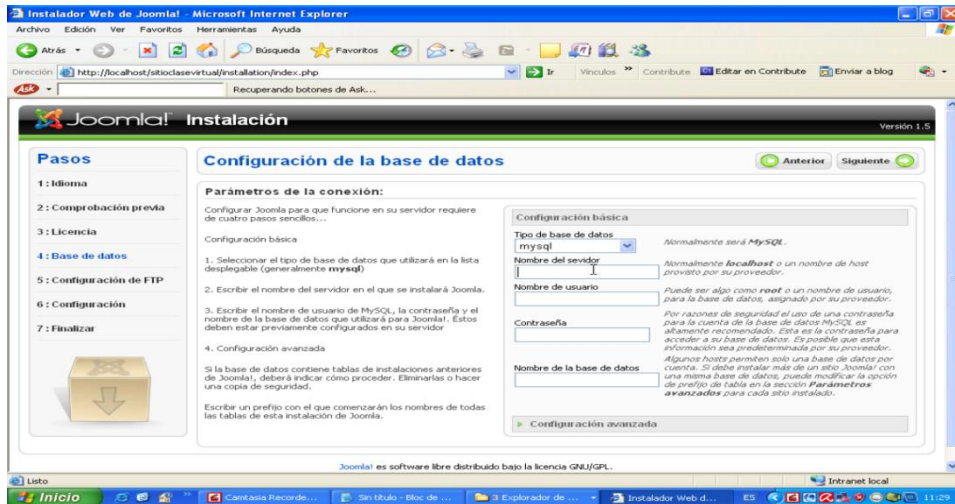 Instalador Web de Joomla! - Microsoft Internet Explorer
Archivo Edición Ver Favoritos Herramientas Ayuda
Atrás Búsqueda Favoritos
Dirección http://localhost/sitioclasevirtual/installation/index.php Ir Vínculos Contribute Editar en Contribute Enviar a blog
Ask Recuperando botones de Ask...
Joomla! Instalación
Versión 1.5
Pasos
1 : Idioma
2 : Comprobación previa
3 : Licencia
4 : Base de datos
5 : Configuración de FTP
6 : Configuración
7 : Finalizar
Configuración de la base de datos
Anterior Siguiente
Parámetros de la conexión:
Configurar Joomla para que funcione en su servidor requiere
de cuatro pasos sencillos...
Configuración básica
1. Seleccionar el tipo de base de datos que utilizará en la lista
desplegable (generalmente mysql)
2. Escribir el nombre del servidor en el que se instalará Joomla.
3. Escribir el nombre de usuario de MySQL, la contraseña y el
nombre de la base de datos que utilizará para Joomla!. Éstos
deben estar previamente configurados en su servidor
4. Configuración avanzada
Si la base de datos contiene tablas de instalaciones anteriores
de Joomla!, deberá indicar cómo proceder. Eliminarlas o hacer
una copia de seguridad.
Escribir un prefijo con el que comenzarán los nombres de todas
las tablas de esta instalación de Joomla.
Configuración básica
Tipo de base de datos
mysql
Normalmente será MySQL.
Nombre del sevidor
Normalmente localhost o un nombre de host
provisto por su proveedor.
Nombre de usuario
Puede ser algo como root o un nombre de usuario,
para la base de datos, asignado por su proveedor.
Contraseña
Por razones de seguridad el uso de una contraseña
para la cuenta de la base de datos MySQL es
altamente recomendado. Esta es la contraseña para
acceder a su base de datos. Es posible que esta
información sea predeterminada por su proveedor.
Nombre de la base de datos
Algunos hosts permiten solo una base de datos por
cuenta. Si debe instalar más de un sitio Joomla! con
una misma base de datos, puede modificar la opción
de prefijo de tabla en la sección Parámetros
avanzados para cada sitio instalado.
Configuración avanzada
Joomla! es software libre distribuido bajo la licencia GNU/GPL.
Listo Intranet local
Inicio Camtasia Recorde... Sin título - Bloc de ... 3 Explorador de ... Instalador Web d... ES 11:29